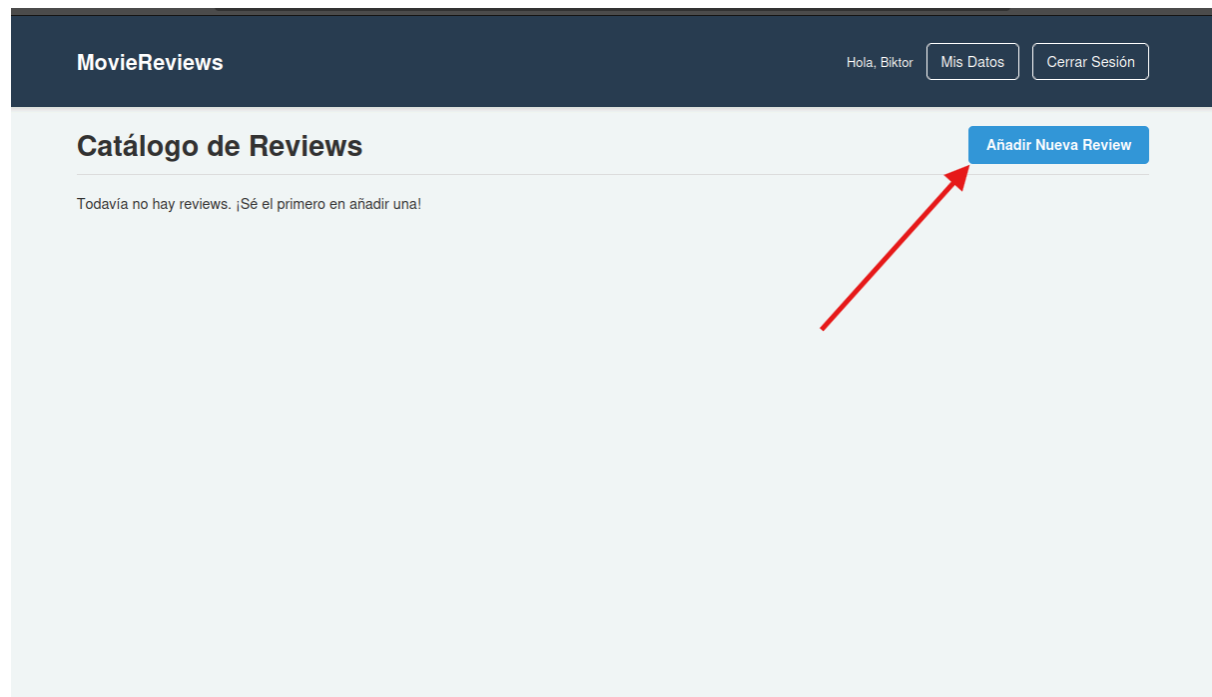 MovieReviews
Hola, Biktor
Mis Datos
Cerrar Sesión
Catálogo de Reviews
Añadir Nueva Review
Todavía no hay reviews. ¡Sé el primero en añadir una!